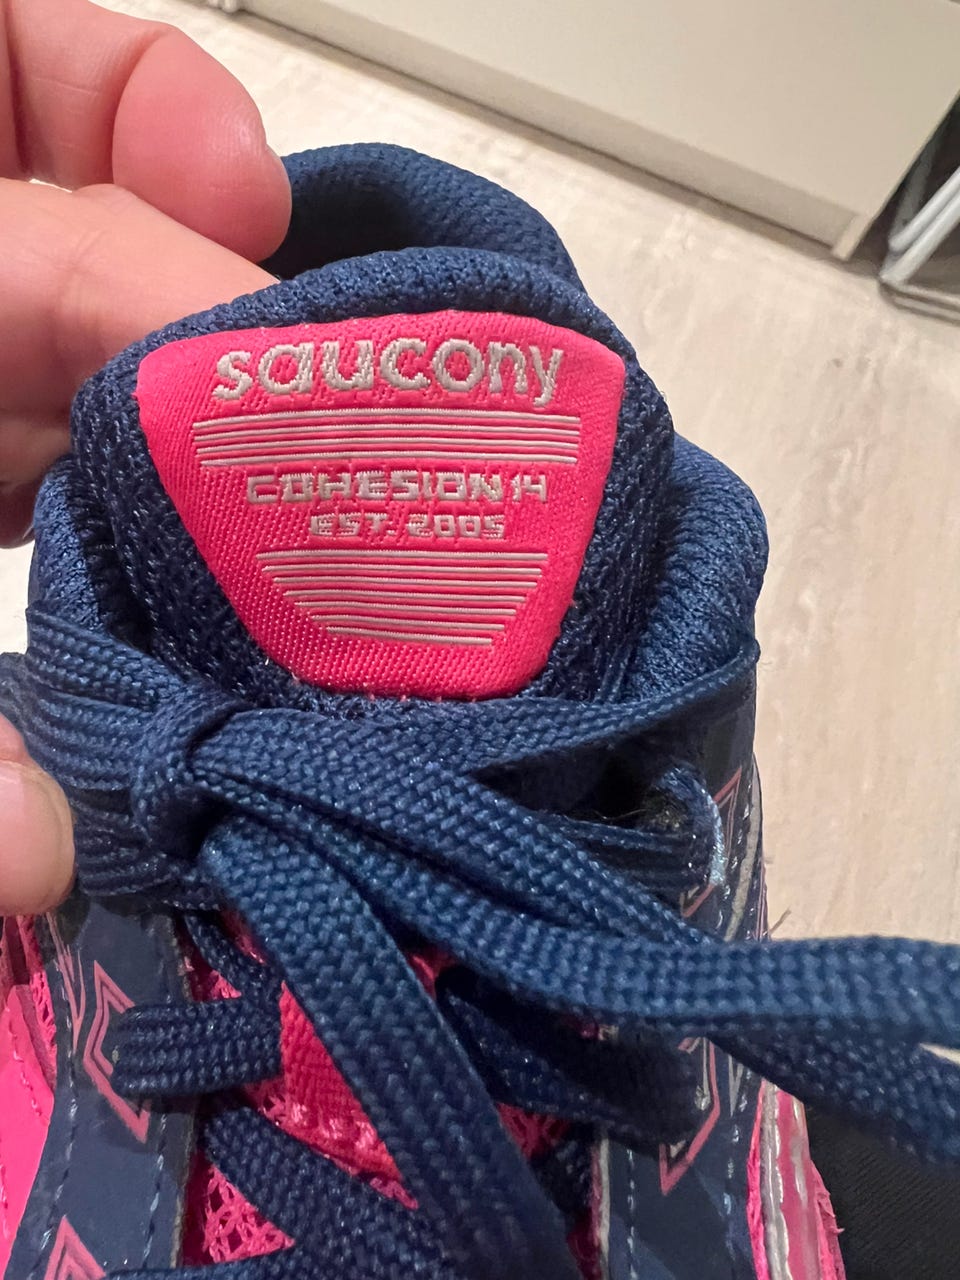 saucony
COHESION 14
EST. 2005